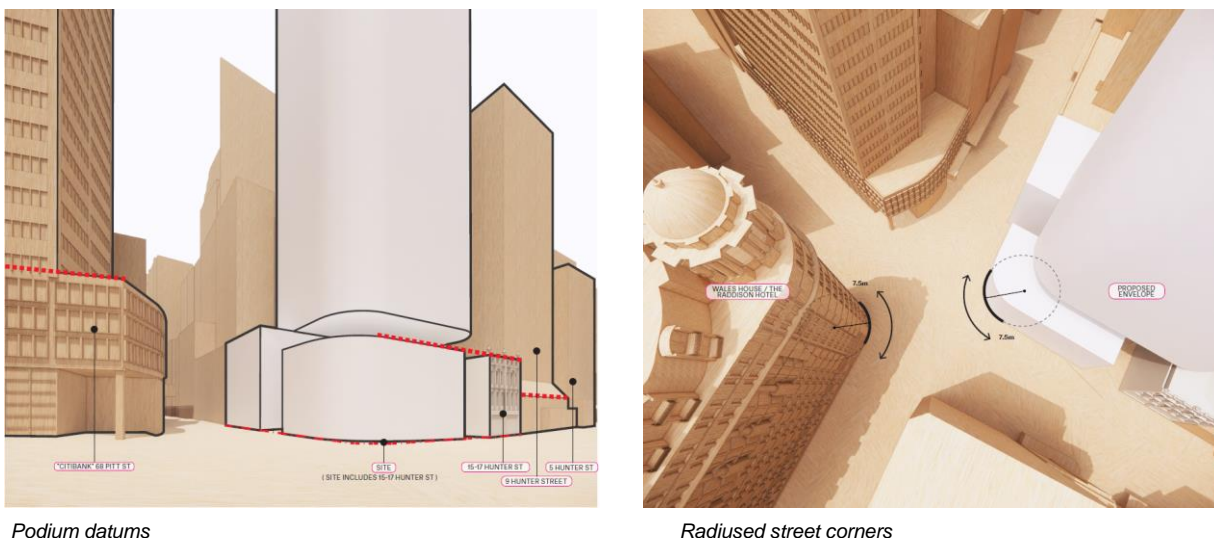 "CITIBANK" 68 PITT ST
SITE
( SITE INCLUDES 15-17 HUNTER ST )
15-17 HUNTER ST
9 HUNTER STREET
5 HUNTER ST
Podium datums
WALES HOUSE / THE
RADDISON HOTEL
7.5m
7.5m
PROPOSED
ENVELOPE
Radiused street corners